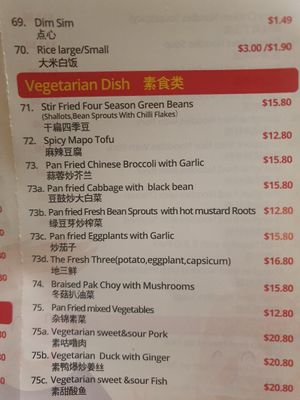 69. Dim Sim $1.49
点心
70. Rice large/Small $3.00 /$1.90
大米白饭
Vegetarian Dish 素食类
71. Stir Fried Four Season Green Beans $15.80
(Shallots,Bean Sprouts With Chilli Flakes)
干扁四季豆
72. Spicy Mapo Tofu $12.80
麻辣豆腐
73. Pan Fried Chinese Broccoli with Garlic $15.80
蒜蓉炒芥兰
73a. Pan fried Cabbage with black bean $15.80
豆鼓炒大白菜
73b. Pan fried Fresh Bean Sprouts with hot mustard Roots $12.80
绿豆芽炒榨菜
73c. Pan fried Eggplants with Garlic $15.80
炒茄子
73d. The Fresh Three(potato,eggplant,capsicum) $16.80
地三鲜
74. Braised Pak Choy with Mushrooms $15.80
冬菇扒油菜
75. Pan Fried mixed Vegetables $12.80
杂锦素菜
75a. Vegetarian sweet&sour Pork $20.80
素咕噜肉
75b. Vegetarian Duck with Ginger $20.80
素鸭爆炒姜丝
75c. Vegetarian sweet&sour Fish $20.80
素甜酸鱼